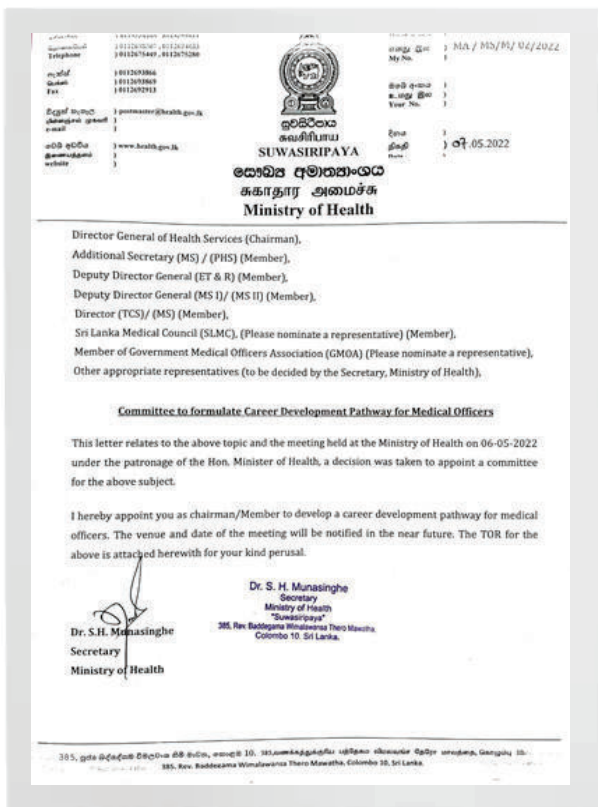 Telephone ) 0112675449 , 0112675280
My No.
MA / MS/M/ 02/2022
ෆැක්ස් ) 0112693866
பெக்ஸ் ) 0112693869
Fax ) 0112692913
Your No.
e-mail
) postmaster@health.gov.lk
දිනය
திகதி ) 07.05.2022
වෙබ් අඩවිය ) www.health.gov.lk
website )
සුවසිරිපාය
சுவசிரிபாய
SUWASIRIPAYA
සෞඛ්‍ය අමාත්‍යාංශය
சுகாதார அமைச்சு
Ministry of Health
Director General of Health Services (Chairman),
Additional Secretary (MS) / (PHS) (Member),
Deputy Director General (ET & R) (Member),
Deputy Director General (MS I)/ (MS II) (Member),
Director (TCS)/ (MS) (Member),
Sri Lanka Medical Council (SLMC), (Please nominate a representative) (Member),
Member of Government Medical Officers Association (GMOA) (Please nominate a representative),
Other appropriate representatives (to be decided by the Secretary, Ministry of Health),
Committee to formulate Career Development Pathway for Medical Officers
This letter relates to the above topic and the meeting held at the Ministry of Health on 06-05-2022
under the patronage of the Hon. Minister of Health, a decision was taken to appoint a committee
for the above subject.
I hereby appoint you as chairman/Member to develop a career development pathway for medical
officers. The venue and date of the meeting will be notified in the near future. The TOR for the
above is attached herewith for your kind perusal.
Dr. S.H. Munasinghe
Secretary
Ministry of Health
Dr. S. H. Munasinghe
Secretary
Ministry of Health
"Suwasiripaya"
385, Rev. Baddegama Wimalawansa Thero Mawatha,
Colombo 10. Sri Lanka.
385, Rev. Baddegama Wimalawansa Thero Mawatha, Colombo 10, Sri Lanka.